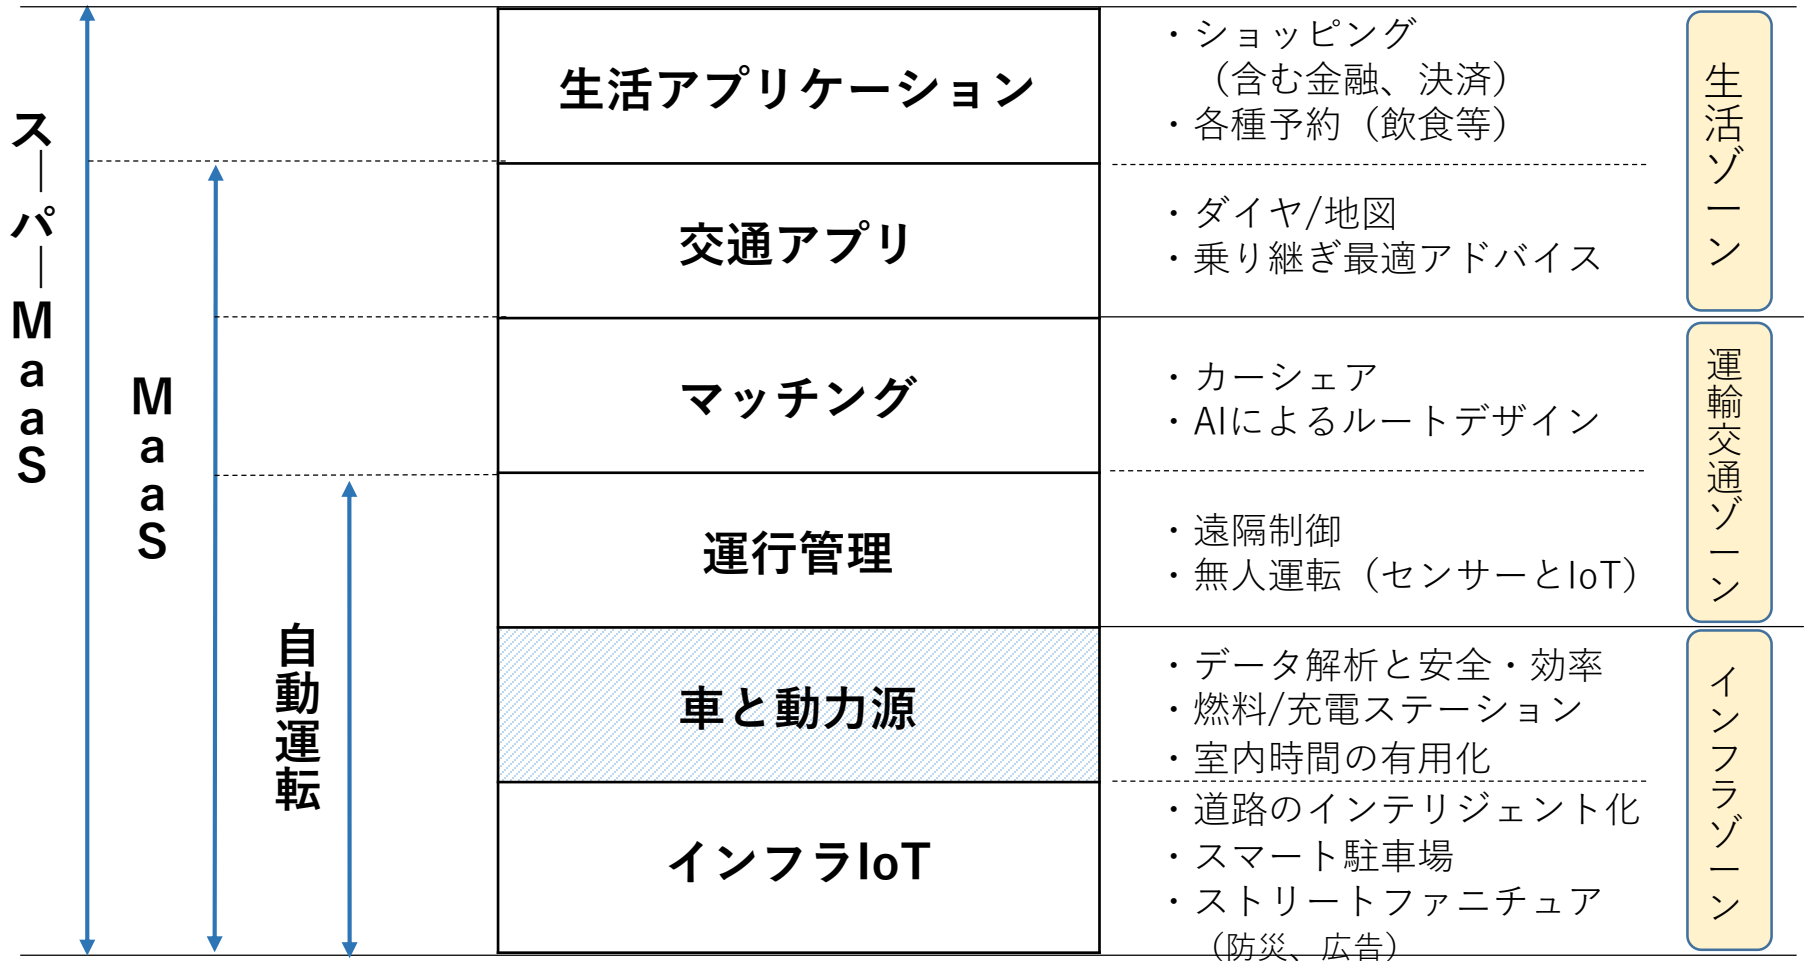 スーパーMaaS
MaaS
自動運転
生活アプリケーション
・ショッピング
（含む金融、決済）
・各種予約（飲食等）
交通アプリ
・ダイヤ/地図
・乗り継ぎ最適アドバイス
生活ゾーン
マッチング
・カーシェア
・AIによるルートデザイン
運行管理
・遠隔制御
・無人運転（センサーとIoT）
運輸交通ゾーン
車と動力源
・データ解析と安全・効率
・燃料/充電ステーション
・室内時間の有用化
インフラIoT
・道路のインテリジェント化
・スマート駐車場
・ストリートファニチュア
（防災、広告）
インフラゾーン